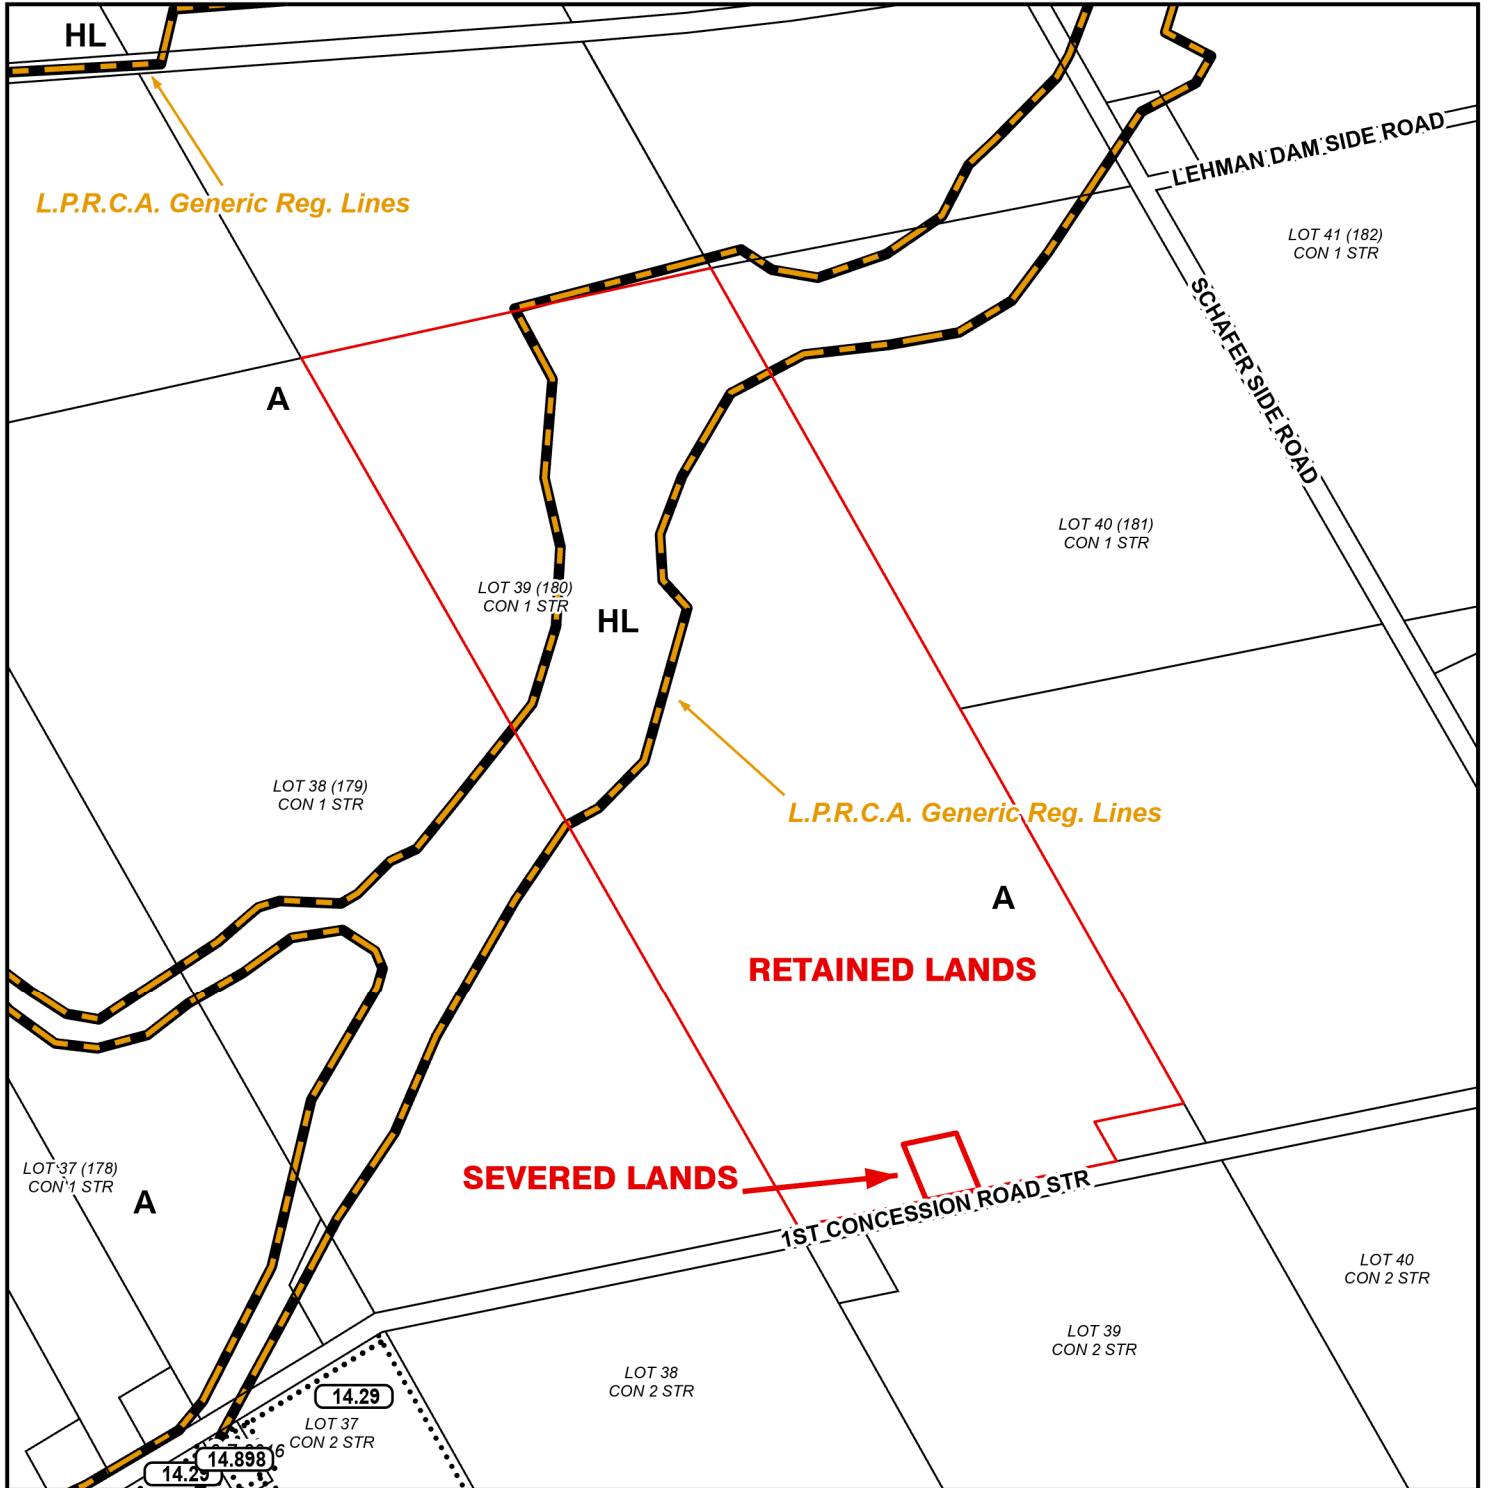 HL
LEHMAN DAM SIDE ROAD
L.P.R.C.A. Generic Reg. Lines
LOT 41 (182)
CON 1 STR
SCHAFER SIDE ROAD
A
LOT 40 (181)
CON 1 STR
LOT 39 (180)
CON 1 STR
HL
LOT 38 (179)
CON 1 STR
L.P.R.C.A. Generic Reg. Lines
A
RETAINED LANDS
LOT 37 (178)
CON 1 STR
SEVERED LANDS
A
1ST CONCESSION ROAD STR
LOT 40
CON 2 STR
LOT 39
CON 2 STR
LOT 38
CON 2 STR
14.29
LOT 37
CON 2 STR
14.898
14.29